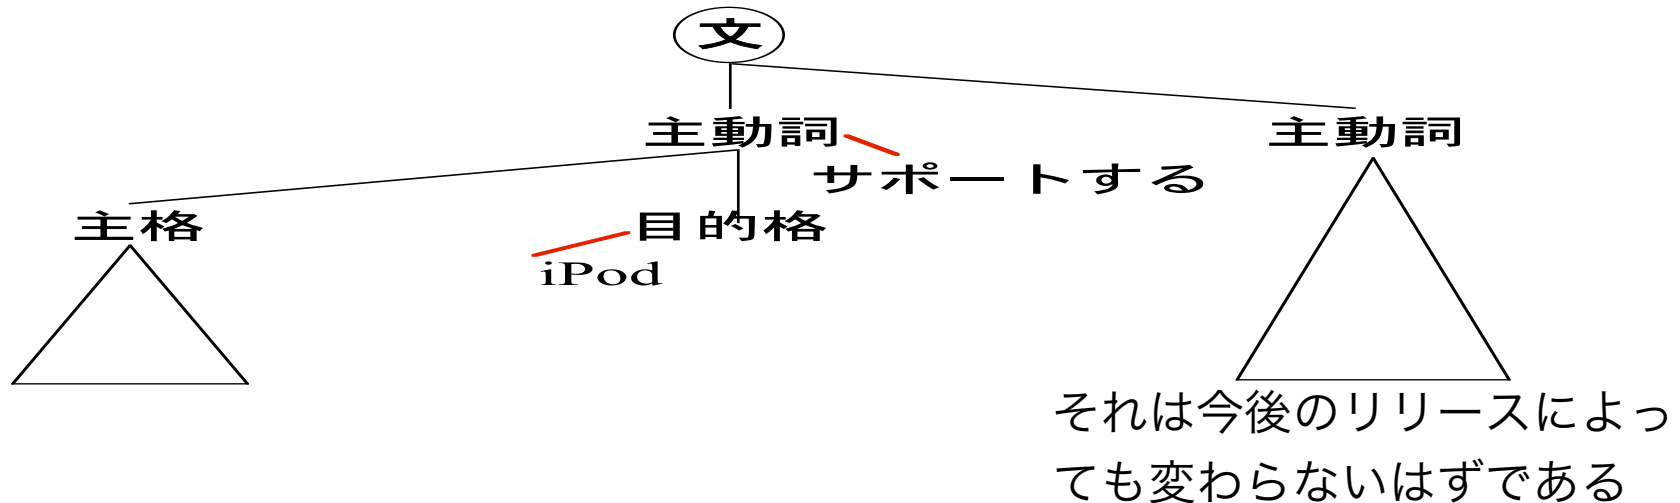 文
主動詞
主動詞
サポートする
主格
目的格
iPod
それは今後のリリースによっ
ても変わらないはずである